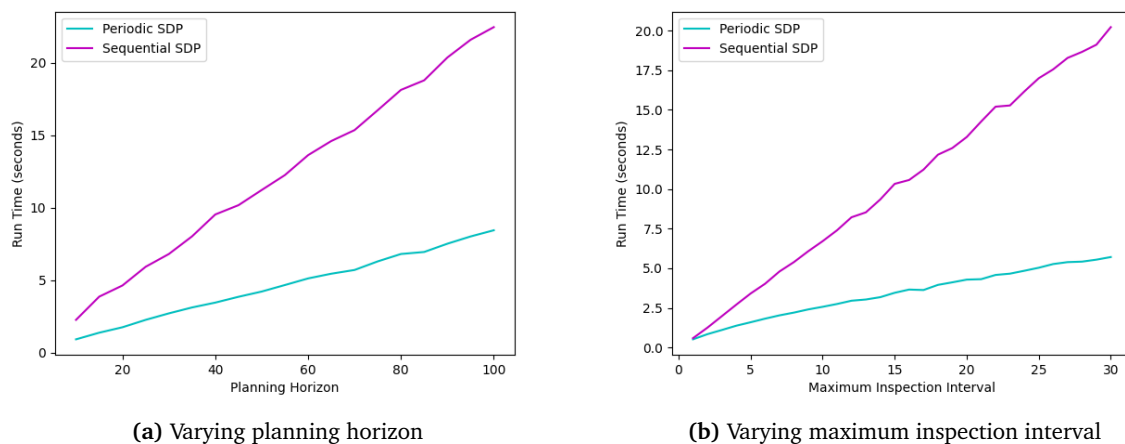 Periodic SDP
Sequential SDP
20
15
10
5
0
Run Time (seconds)
20
40
60
80
100
Planning Horizon
(a) Varying planning horizon
Periodic SDP
Sequential SDP
20.0
17.5
15.0
12.5
10.0
7.5
5.0
2.5
0.0
Run Time (seconds)
0
5
10
15
20
25
30
Maximum Inspection Interval
(b) Varying maximum inspection interval